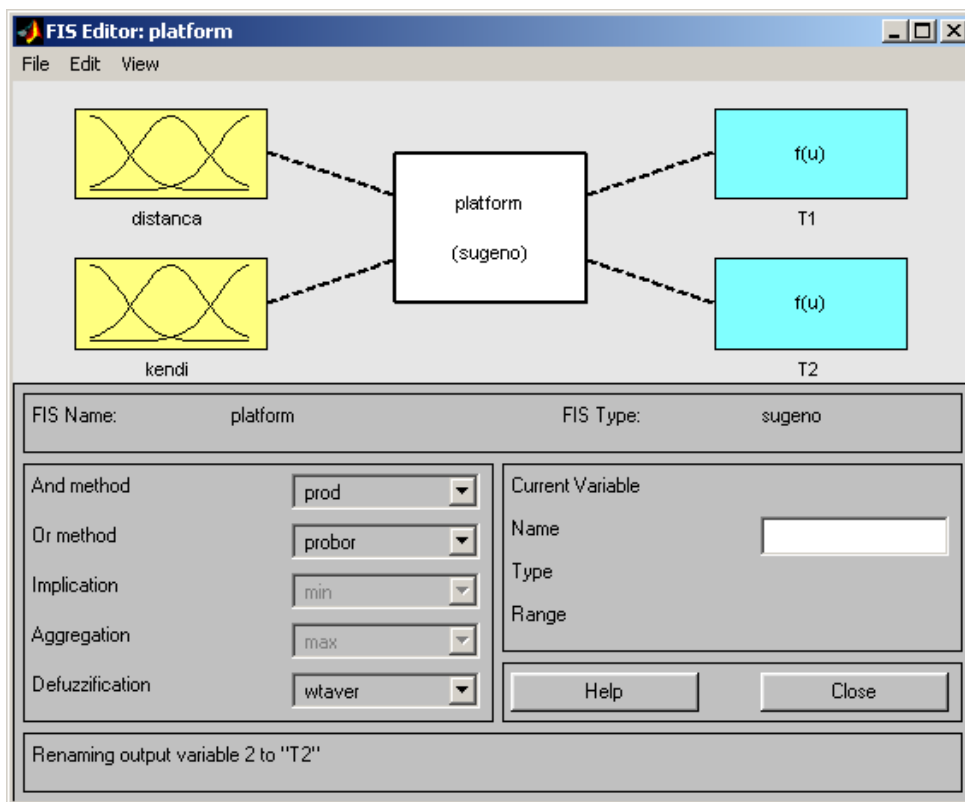 FIS Editor: platform
File Edit View
f(u)
platform
(sugeno)
distanca
T1
f(u)
kendi
T2
FIS Name: platform FIS Type: sugeno
And method prod
Or method probor
Implication min
Aggregation max
Defuzzification wtaver
Current Variable
Name
Type
Range
Help Close
Renaming output variable 2 to "T2"